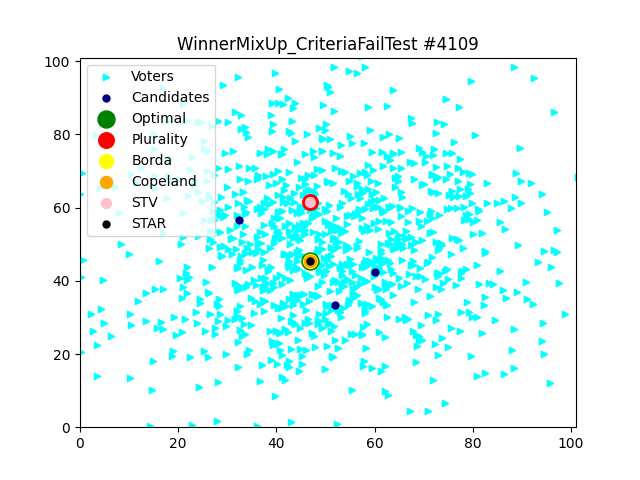 WinnerMixUp_CriteriaFailTest #4109
Voters
Candidates
Optimal
Plurality
Borda
Copeland
STV
STAR
100
80
60
40
20
0
0 20 40 60 80 100